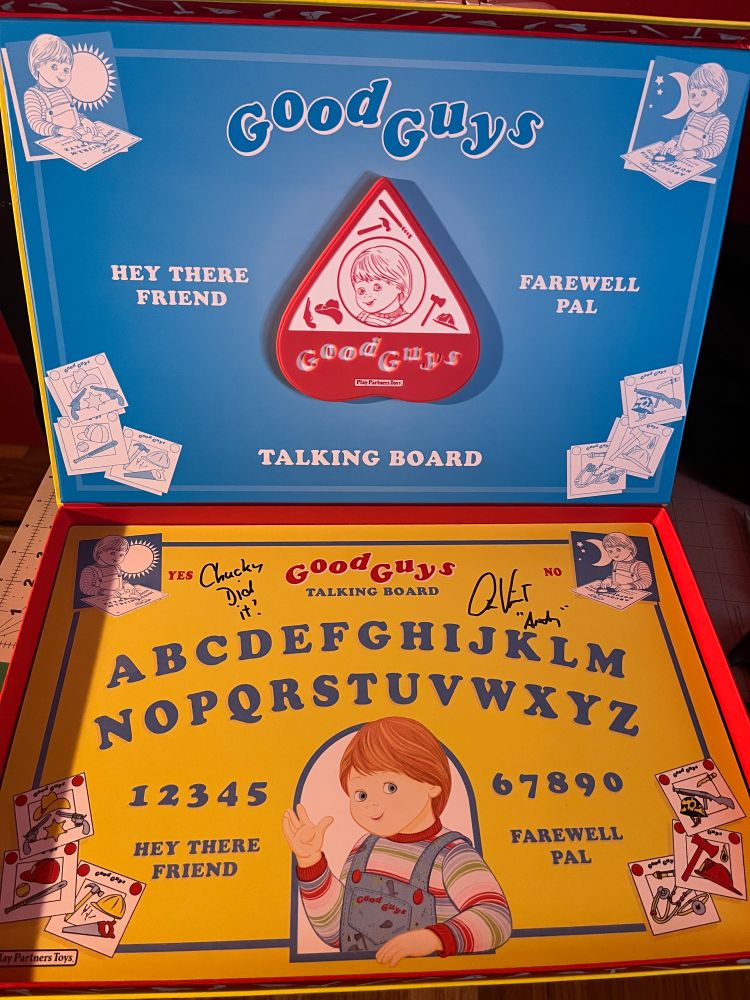 Good Guys
HEY THERE
FRIEND
FAREWELL
PAL
Good Guys
Play Partners Toys
TALKING BOARD
YES
Chucky
Did
it!
Good Guys
TALKING BOARD
NO
"Andy"
ABCDEFGHIJKLM
NOPQRSTUVWXYZ
12345
67890
HEY THERE
FRIEND
FAREWELL
PAL
Good Guys
Play Partners Toys